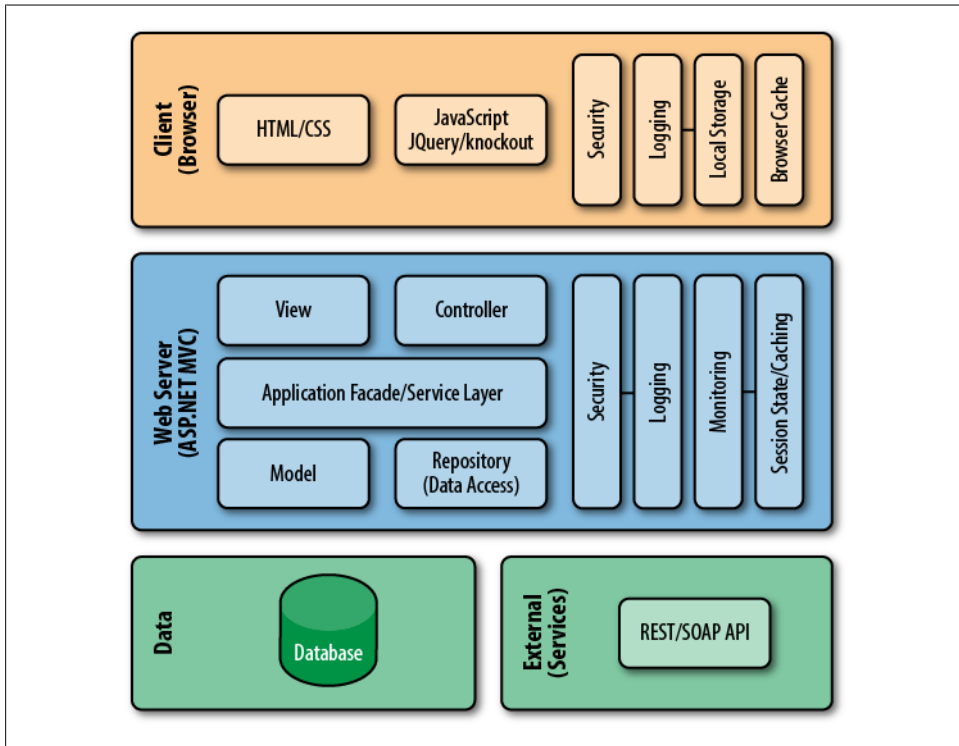 Client
(Browser)
HTML/CSS
JavaScript
JQuery/knockout
Security
Logging
Local Storage
Browser Cache
Web Server
(ASP.NET MVC)
View
Controller
Application Facade/Service Layer
Model
Repository
(Data Access)
Security
Logging
Monitoring
Session State/Caching
Data
Database
External
(Services)
REST/SOAP API